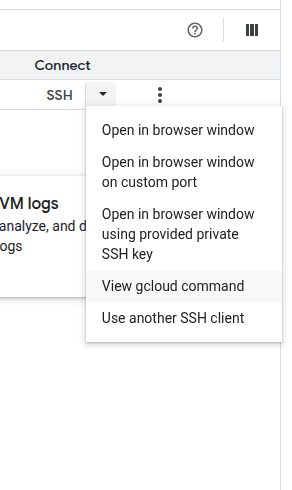 Connect
SSH
Open in browser window
Open in browser window
on custom port
VM logs
Open in browser window
analyze, and d
using provided private
ogs
SSH key
View gcloud command
Use another SSH client